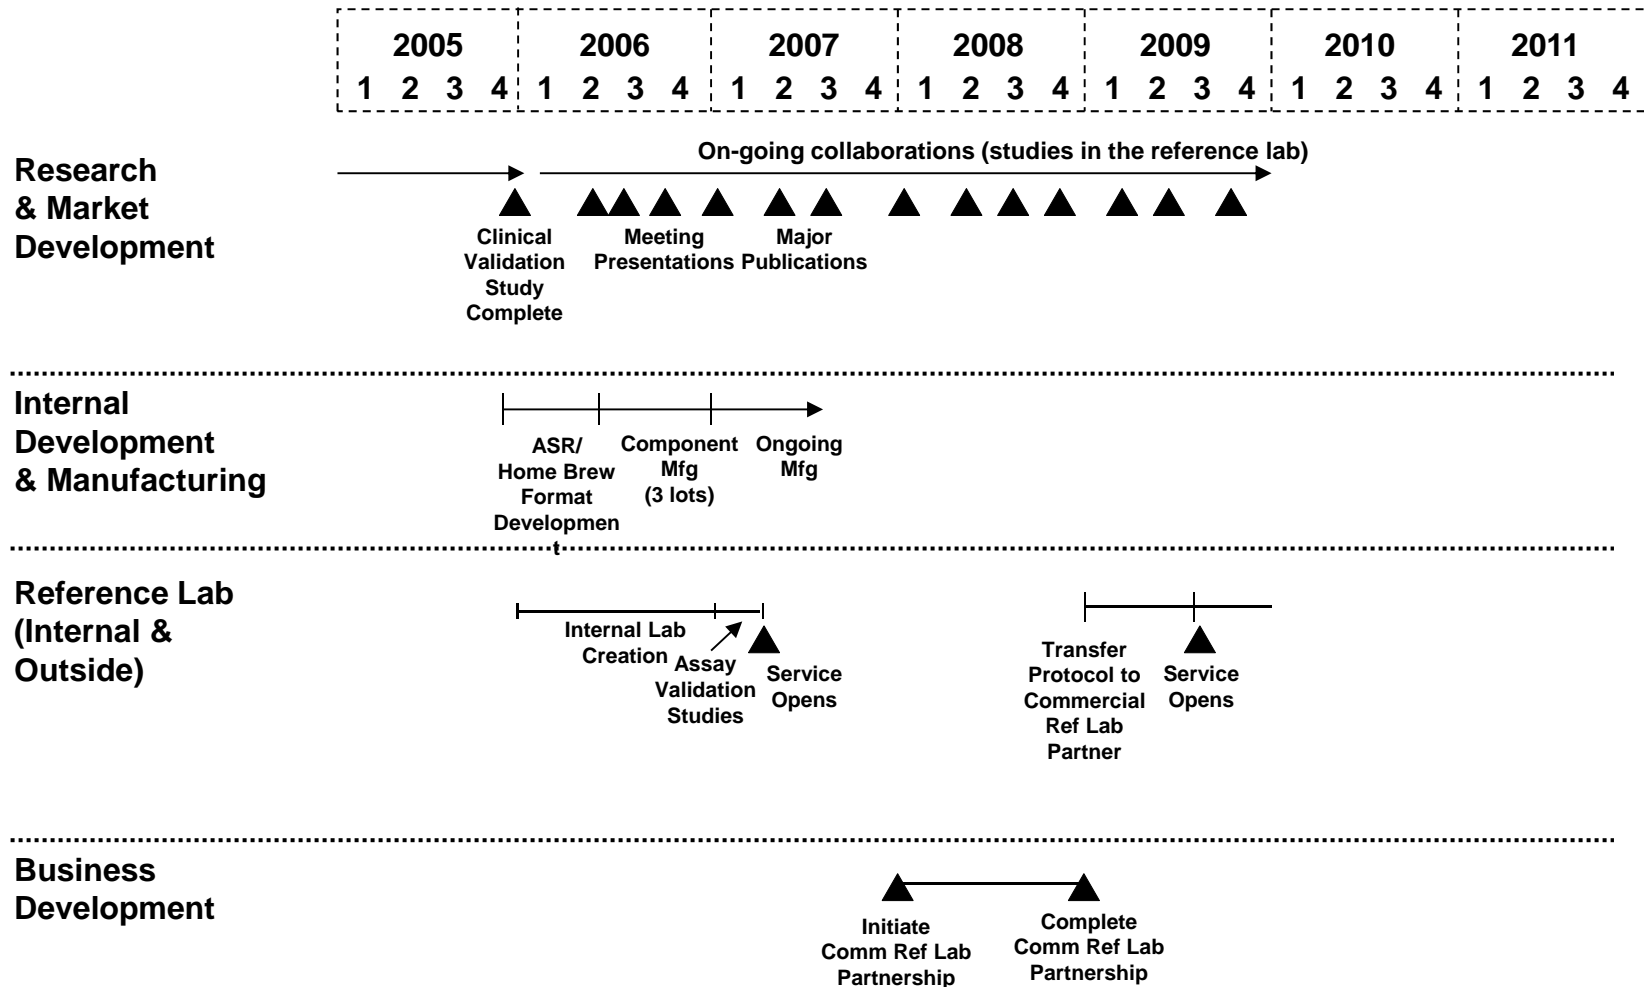 2005 2006 2007 2008 2009 2010 2011
1 2 3 4 1 2 3 4 1 2 3 4 1 2 3 4 1 2 3 4 1 2 3 4 1 2 3 4
Research
& Market
Development
On-going collaborations (studies in the reference lab)
Clinical
Validation
Study
Complete
Meeting
Presentations
Major
Publications
Internal
Development
& Manufacturing
ASR/
Home Brew
Format
Developmen
t
Component
Mfg
(3 lots)
Ongoing
Mfg
Reference Lab
(Internal &
Outside)
Internal Lab
Creation
Assay
Validation
Studies
Service
Opens
Transfer
Protocol to
Commercial
Ref Lab
Partner
Service
Opens
Business
Development
Initiate
Comm Ref Lab
Partnership
Complete
Comm Ref Lab
Partnership